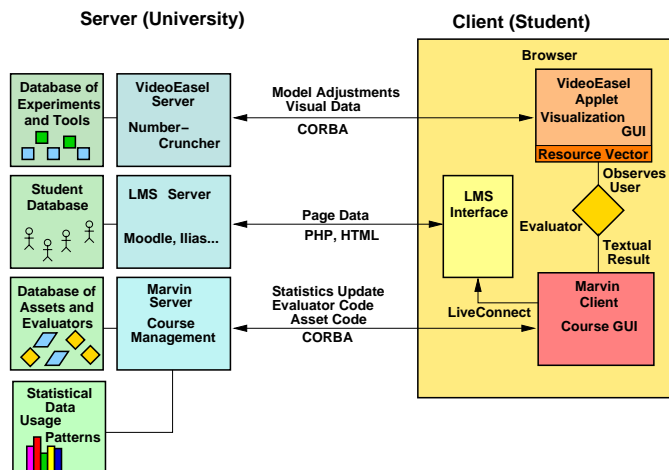 Server (University)
Client (Student)
Database of
Experiments
and Tools
VideoEasel
Server
Number-
Cruncher
Model Adjustments
Visual Data
CORBA
Browser
VideoEasel
Applet
Visualization
GUI
Resource Vector
Observes
User
Student
Database
LMS Server
Moodle, Ilias...
Page Data
PHP, HTML
LMS
Interface
Evaluator
Textual
Result
Database of
Assets and
Evaluators
Marvin
Server
Course
Management
Statistics Update
Evaluator Code
Asset Code
CORBA
LiveConnect
Marvin
Client
Course GUI
Statistical
Data
Usage
Patterns